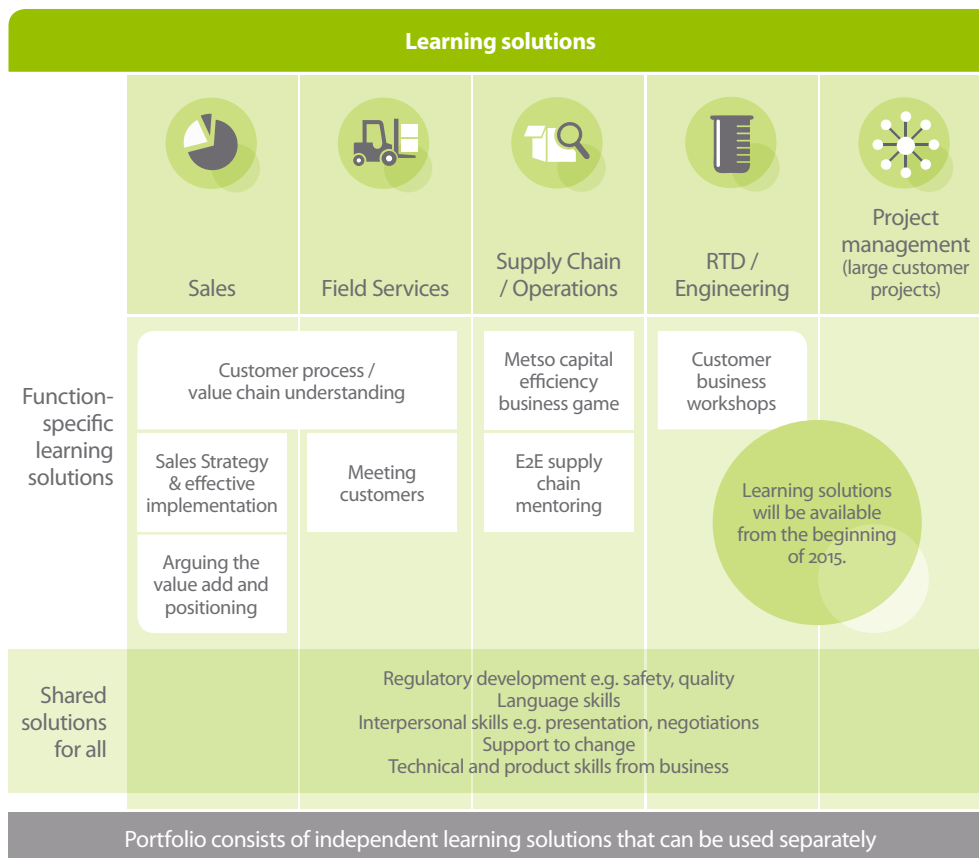 Learning solutions
Sales
Field Services
Supply Chain
/ Operations
RTD /
Engineering
Project
management
(large customer
projects)
Function-
specific
learning
solutions
Customer process /
value chain understanding
Metso capital
efficiency
business game
Customer
business
workshops
Sales Strategy
& effective
implementation
Meeting
customers
E2E supply
chain
mentoring
Learning solutions
will be available
from the beginning
of 2015.
Arguing the
value add and
positioning
Shared
solutions
for all
Regulatory development e.g. safety, quality
Language skills
Interpersonal skills e.g. presentation, negotiations
Support to change
Technical and product skills from business
Portfolio consists of independent learning solutions that can be used separately